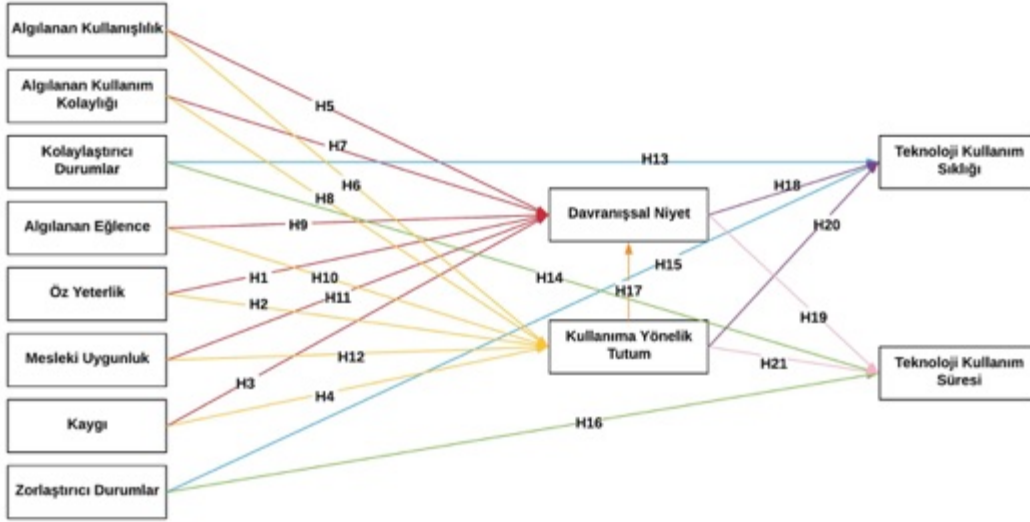 Algılanan Kullanışlılık
Algılanan Kullanım
Kolaylığı
Kolaylaştırıcı
Durumlar
Algılanan Eğlence
Öz Yeterlik
Mesleki Uygunluk
Kaygı
Zorlaştırıcı Durumlar
H5
H7
H6
H8
H9
H1
H10
H2
H11
H12
H3
H4
H13
H14
H15
H17
H16
Davranışsal Niyet
Kullanıma Yönelik
Tutum
H18
H20
H19
H21
Teknoloji Kullanım
Sıklığı
Teknoloji Kullanım
Süresi